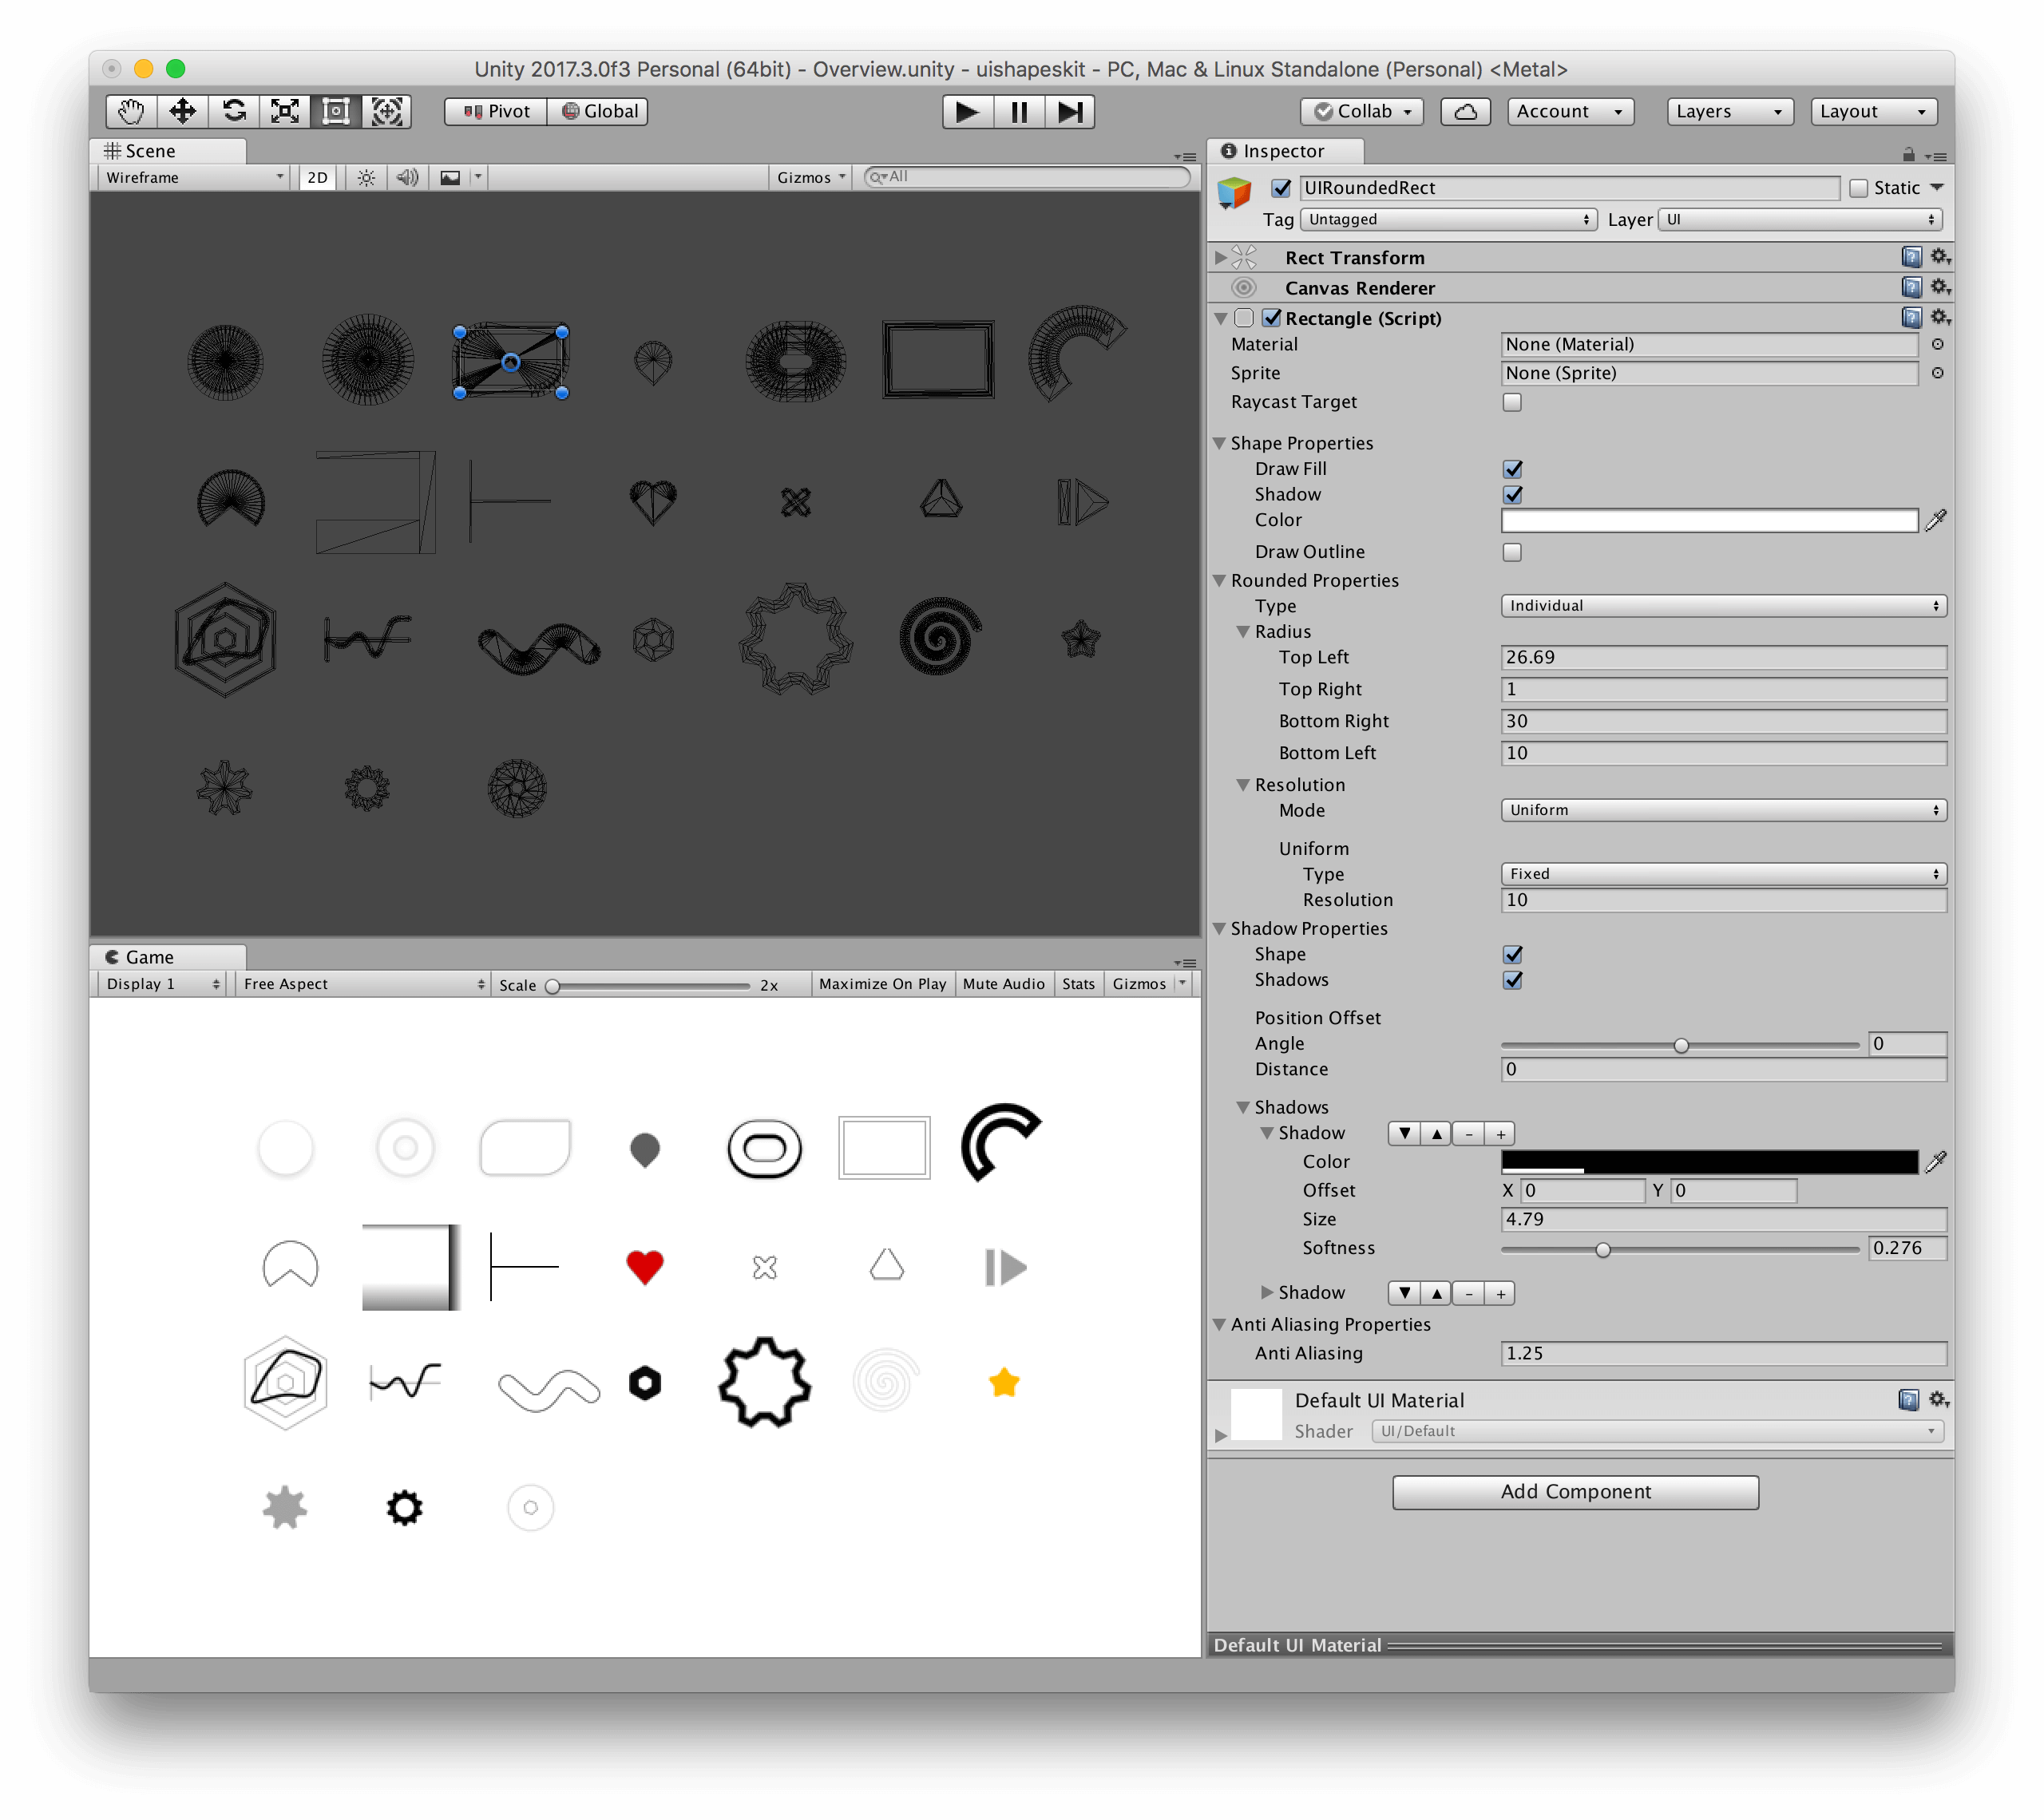 Unity 2017.3.0f3 Personal (64bit) - Overview.unity - uishapeskit - PC, Mac & Linux Standalone (Personal) <Metal>
Pivot Global Collab Account Layers Layout
Scene
Wireframe 2D Gizmos All
Game
Display 1 Free Aspect Scale 2x Maximize On Play Mute Audio Stats Gizmos
Inspector
UIRoundedRect Static
Tag Untagged Layer UI
Rect Transform
Canvas Renderer
Rectangle (Script)
Material None (Material)
Sprite None (Sprite)
Raycast Target
Shape Properties
Draw Fill
Shadow
Color
Draw Outline
Rounded Properties
Type Individual
Radius
Top Left 26.69
Top Right 1
Bottom Right 30
Bottom Left 10
Resolution
Mode Uniform
Uniform
Type Fixed
Resolution 10
Shadow Properties
Shape
Shadows
Position Offset
Angle 0
Distance 0
Shadows
Shadow - +
Color
Offset X 0 Y 0
Size 4.79
Softness 0.276
Shadow - +
Anti Aliasing Properties
Anti Aliasing 1.25
Default UI Material
Shader UI/Default
Add Component
Default UI Material